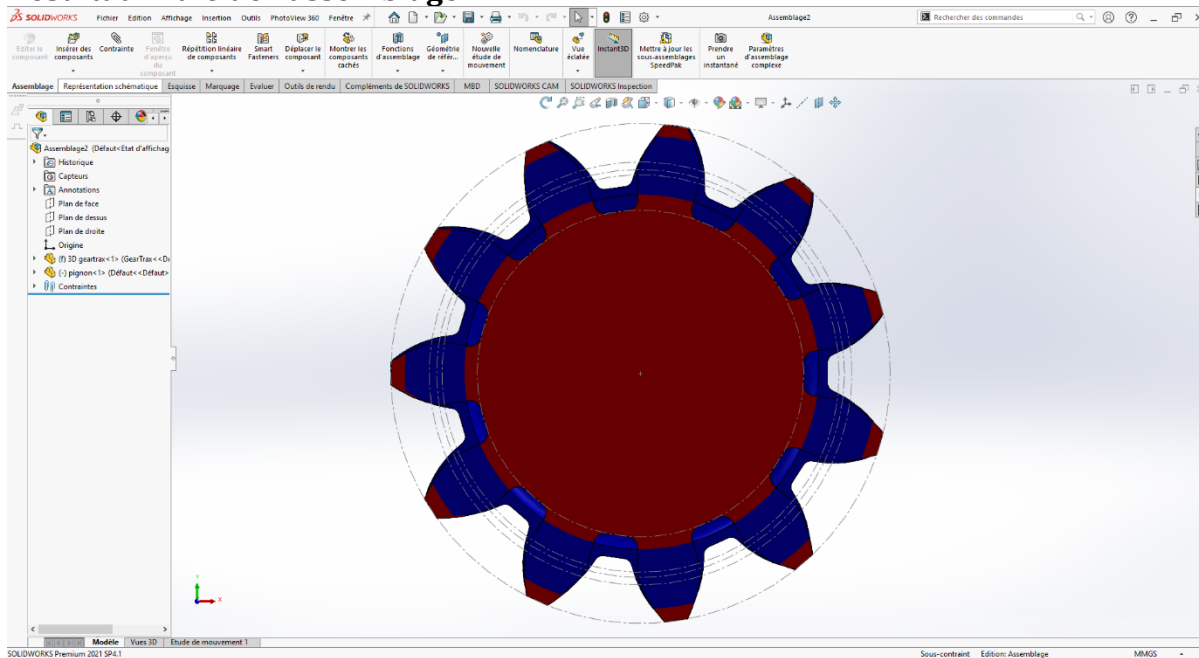 SOLIDWORKS Fichier Edition Affichage Insertion Outils PhotoView 360 Fenêtre Assemblage2 Rechercher des commandes
Editer le composant
Insérer des composants
Contrainte
Fenêtre d'aperçu du composant
Répétition linéaire de composants
Smart Fasteners
Déplacer le composant
Montrer les composants cachés
Fonctions d'assemblage
Géométrie de référ...
Nouvelle étude de mouvement
Nomenclature
Vue éclatée
Instant3D
Mettre à jour les sous-assemblages SpeedPak
Prendre un instantané
Paramètres d'assemblage complexe
Assemblage Représentation schématique Esquisse Marquage Evaluer Outils de rendu Compléments de SOLIDWORKS MBD SOLIDWORKS CAM SOLIDWORKS Inspection
Assemblage2 (Défaut<Etat d'affichag
Historique
Capteurs
Annotations
Plan de face
Plan de dessus
Plan de droite
Origine
(f) 3D geartrax<1> (GearTrax<<Dé
(-) pignon<1> (Défaut<<Défaut>
Contraintes
Y
X
Modèle Vues 3D Etude de mouvement 1
SOLIDWORKS Premium 2021 SP4.1 Sous-contraint Edition: Assemblage MMGS